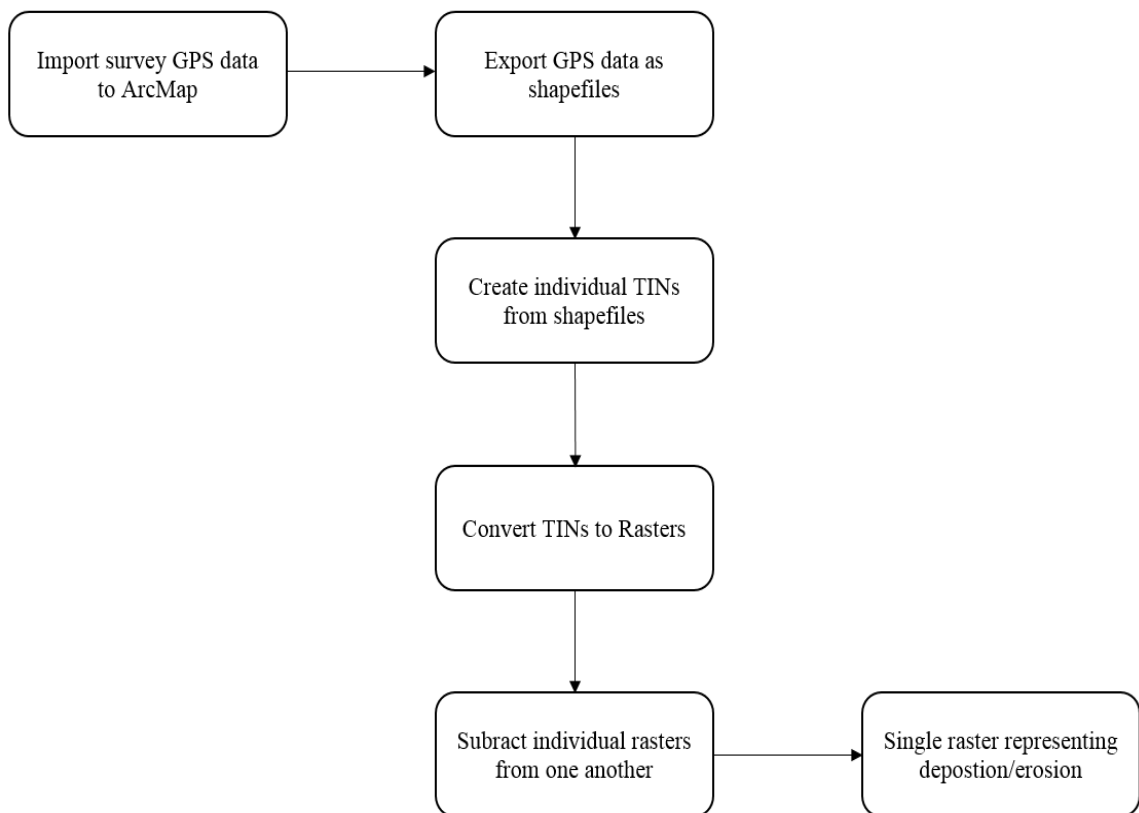 Import survey GPS data
to ArcMap
Export GPS data as
shapefiles
Create individual TINs
from shapefiles
Convert TINs to Rasters
Subract individual rasters
from one another
Single raster representing
depostion/erosion